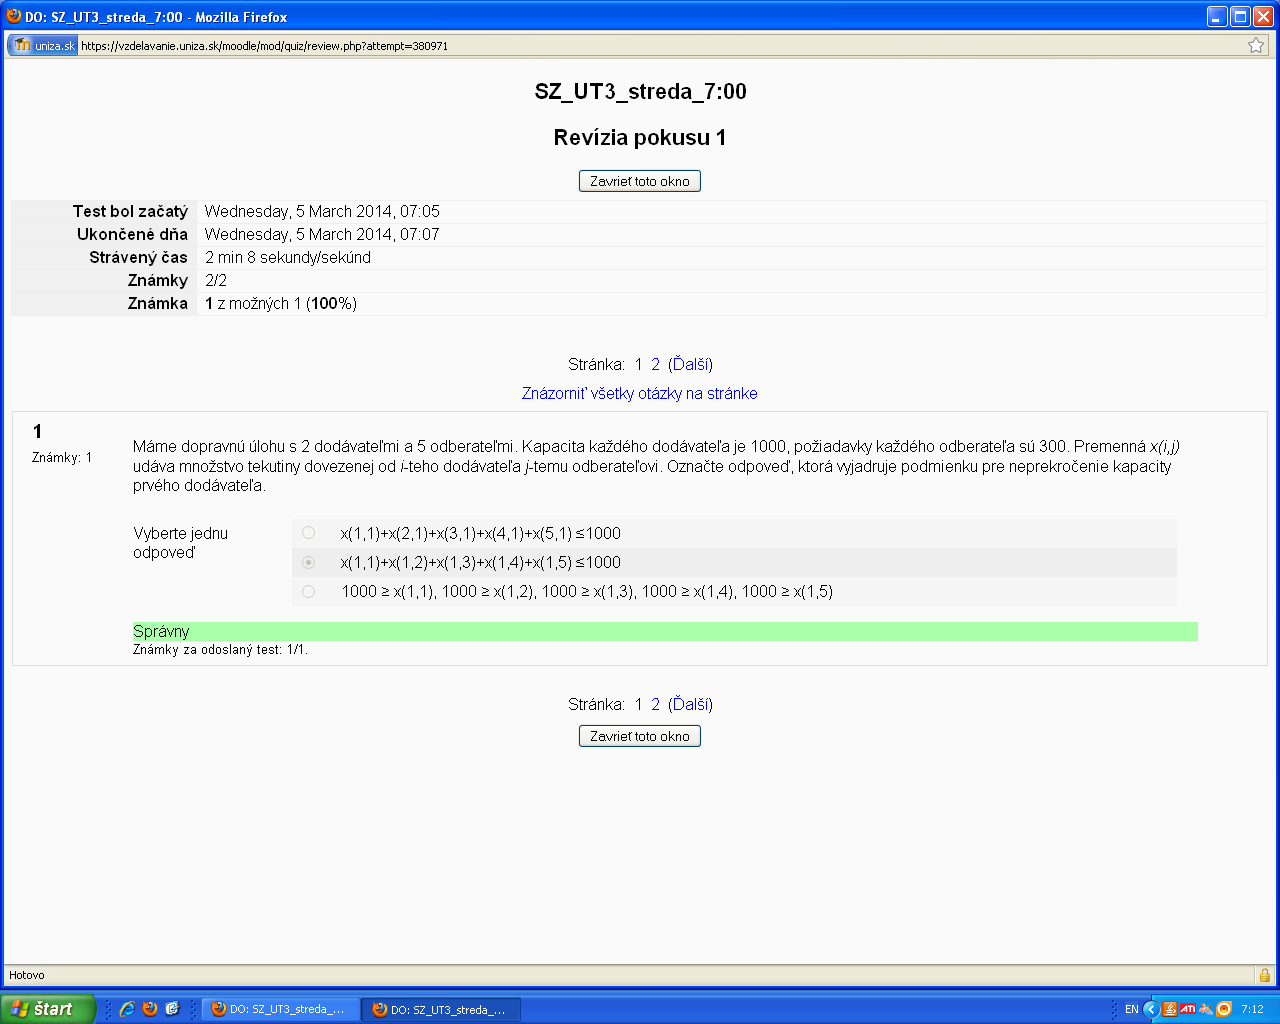 DO: SZ_UT3_streda_7:00 - Mozilla Firefox
uniza.sk https://vzdelavanie.uniza.sk/moodle/mod/quiz/review.php?attempt=380971
SZ_UT3_streda_7:00
Revízia pokusu 1
Zavrieť toto okno
Test bol začatý Wednesday, 5 March 2014, 07:05
Ukončené dňa Wednesday, 5 March 2014, 07:07
Strávený čas 2 min 8 sekundy/sekúnd
Známky 2/2
Známka 1 z možných 1 (100%)
Stránka: 1 2 (Ďalší)
Znázorniť všetky otázky na stránke
1
Známky: 1
Máme dopravnú úlohu s 2 dodávateľmi a 5 odberateľmi. Kapacita každého dodávateľa je 1000, požiadavky každého odberateľa sú 300. Premenná x(i,j)
udáva množstvo tekutiny dovezenej od i-teho dodávateľa j-temu odberateľovi. Označte odpoveď, ktorá vyjadruje podmienku pre neprekročenie kapacity
prvého dodávateľa.
Vyberte jednu
odpoveď
x(1,1)+x(2,1)+x(3,1)+x(4,1)+x(5,1) ≤1000
x(1,1)+x(1,2)+x(1,3)+x(1,4)+x(1,5) ≤1000
1000 ≥ x(1,1), 1000 ≥ x(1,2), 1000 ≥ x(1,3), 1000 ≥ x(1,4), 1000 ≥ x(1,5)
Správny
Známky za odoslaný test: 1/1.
Stránka: 1 2 (Ďalší)
Zavrieť toto okno
Hotovo
štart DO: SZ_UT3_streda_... DO: SZ_UT3_streda_... EN ATI 7:12